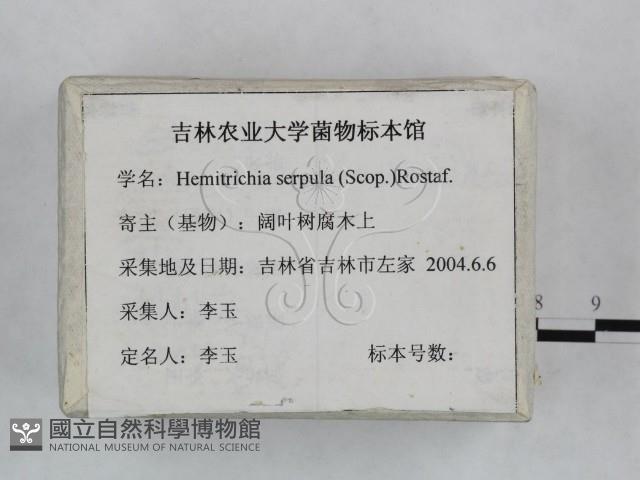 吉林农业大学菌物标本馆
学名：Hemitrichia serpula (Scop.)Rostaf.
寄主（基物）：阔叶树腐木上
采集地及日期：吉林省吉林市左家 2004.6.6
采集人：李玉
定名人：李玉 标本号数：
8 9
國立自然科學博物館
NATIONAL MUSEUM OF NATURAL SCIENCE